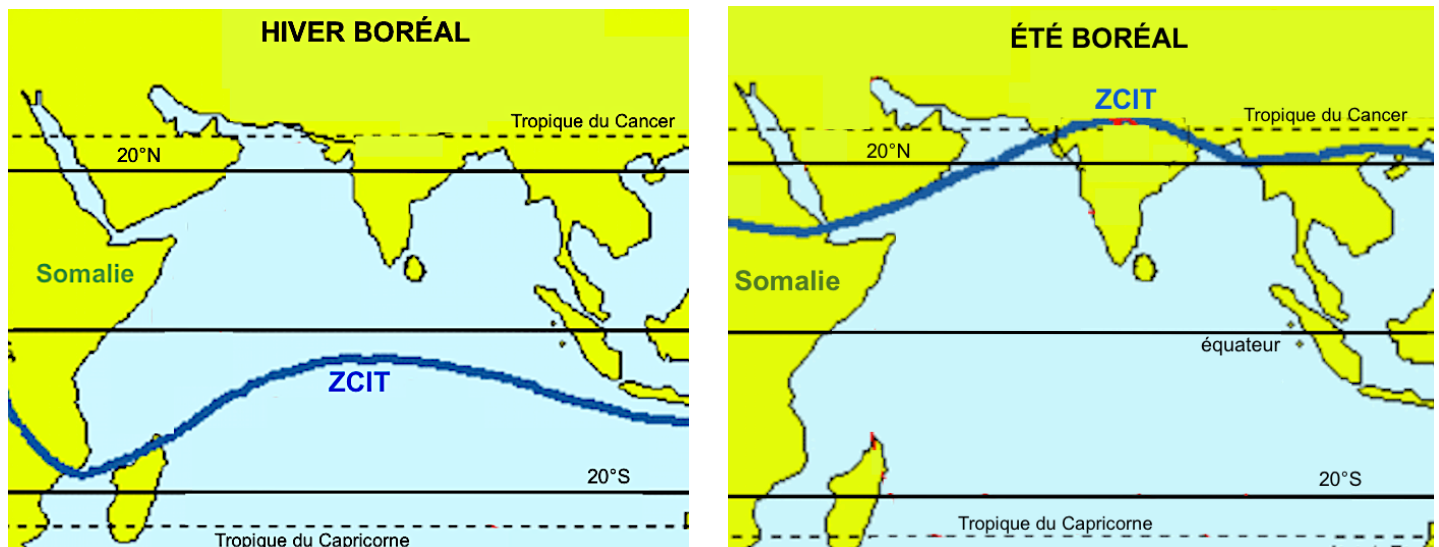 HIVER BORÉAL
Tropique du Cancer
20°N
Somalie
ZCIT
20°S
Tropique du Capricorne
ÉTÉ BORÉAL
ZCIT
Tropique du Cancer
20°N
Somalie
équateur
20°S
Tropique du Capricorne